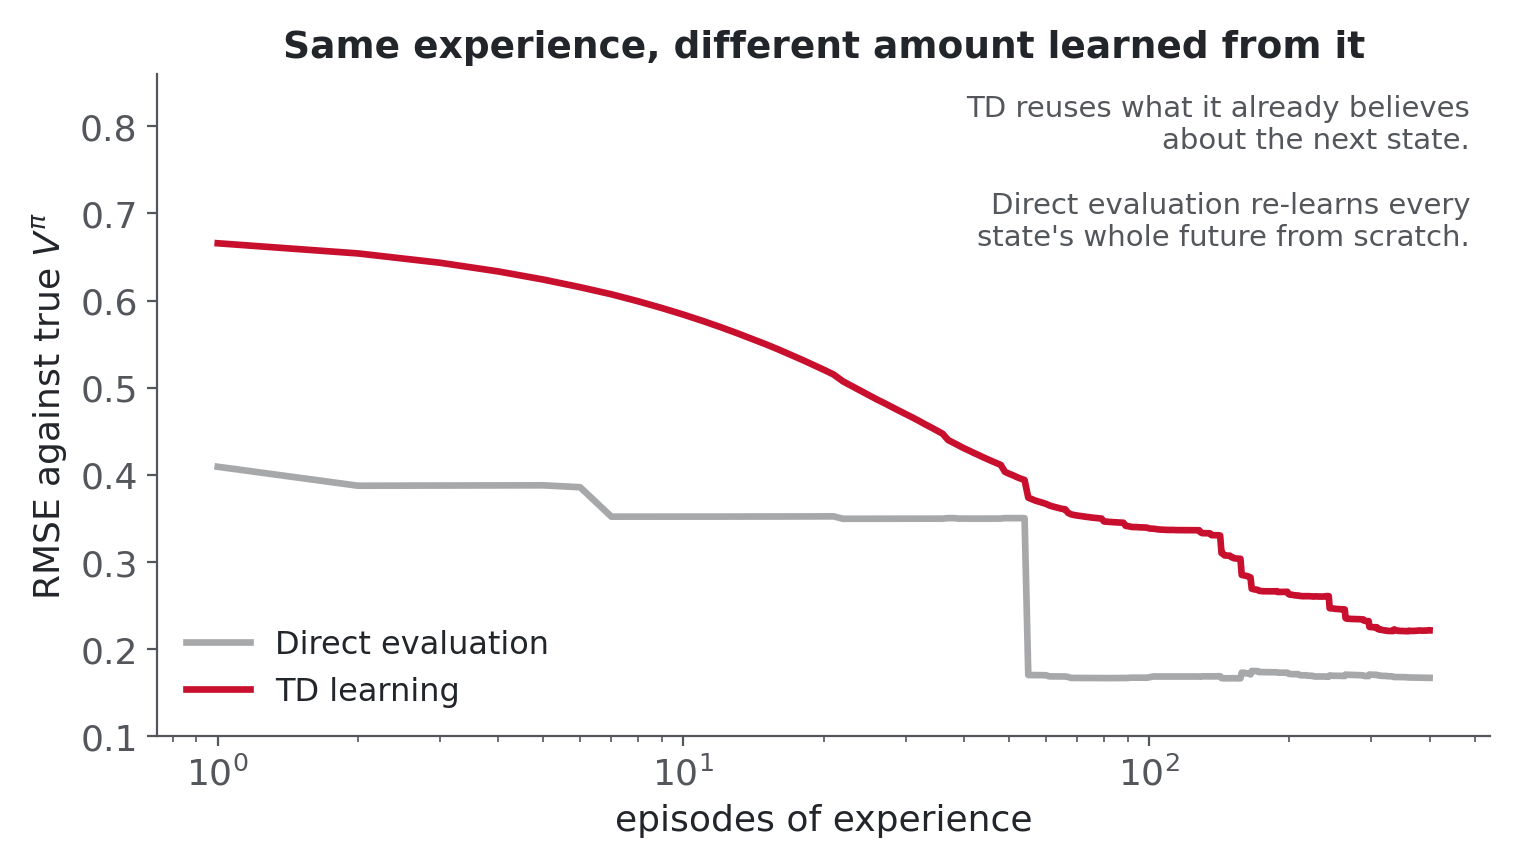 Same experience, different amount learned from it
TD reuses what it already believes
about the next state.
Direct evaluation re-learns every
state's whole future from scratch.
RMSE against true V^π
0.8
0.7
0.6
0.5
0.4
0.3
0.2
0.1
Direct evaluation
TD learning
10^0
10^1
10^2
episodes of experience